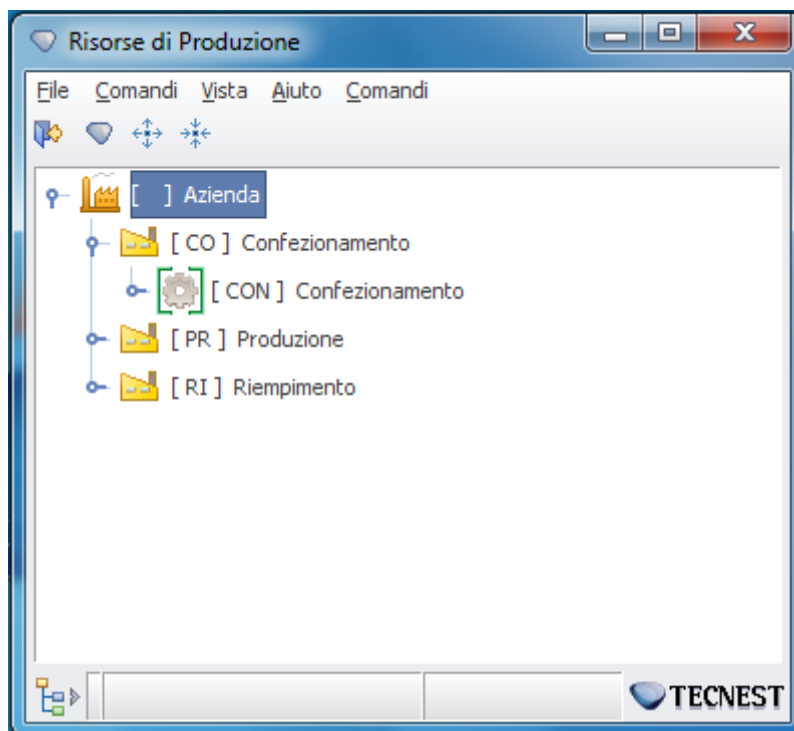 Risorse di Produzione
File Comandi Vista Aiuto Comandi
[ ] Azienda
[ CO ] Confezionamento
[ CON ] Confezionamento
[ PR ] Produzione
[ RI ] Riempimento
TECNEST